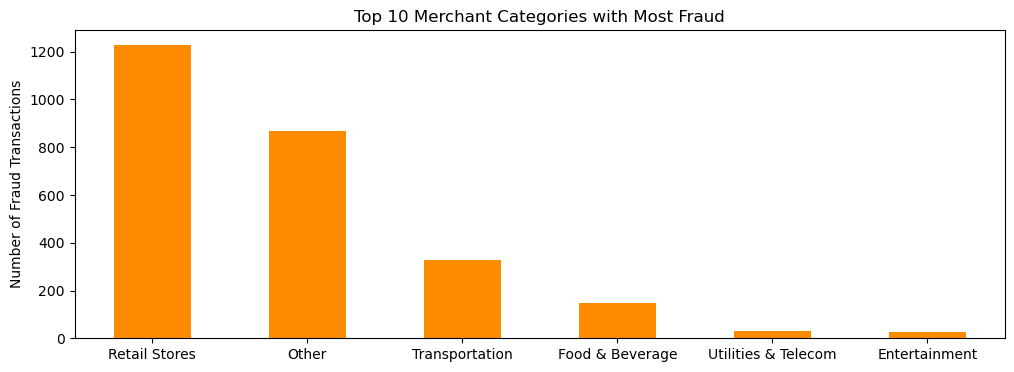 Top 10 Merchant Categories with Most Fraud
Number of Fraud Transactions
1200
1000
800
600
400
200
0
Retail Stores Other Transportation Food & Beverage Utilities & Telecom Entertainment